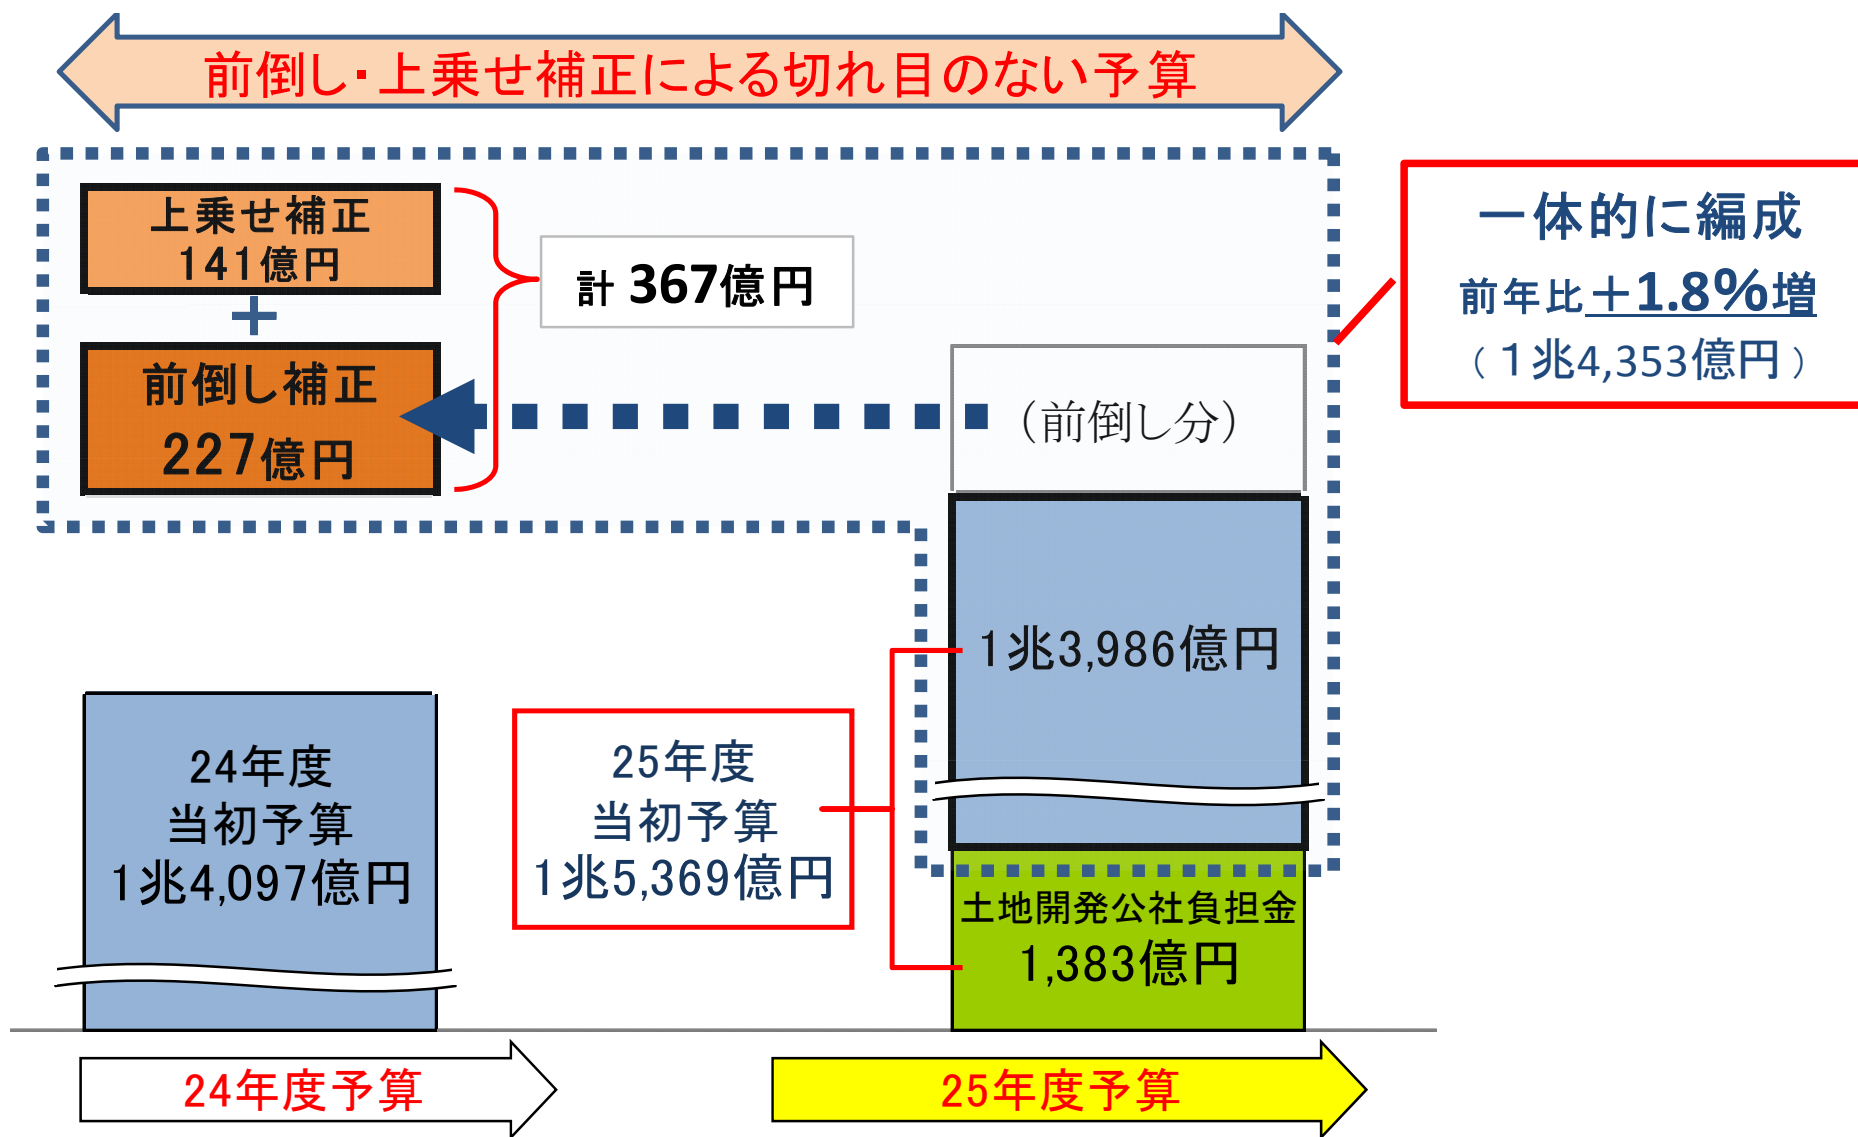 前倒し・上乗せ補正による切れ目のない予算
上乗せ補正
141億円
＋
前倒し補正
227億円
計 367億円
（前倒し分）
一体的に編成
前年比＋1.8％増
（１兆4,353億円）
1兆3,986億円
24年度
当初予算
1兆4,097億円
25年度
当初予算
1兆5,369億円
土地開発公社負担金
1,383億円
24年度予算
25年度予算